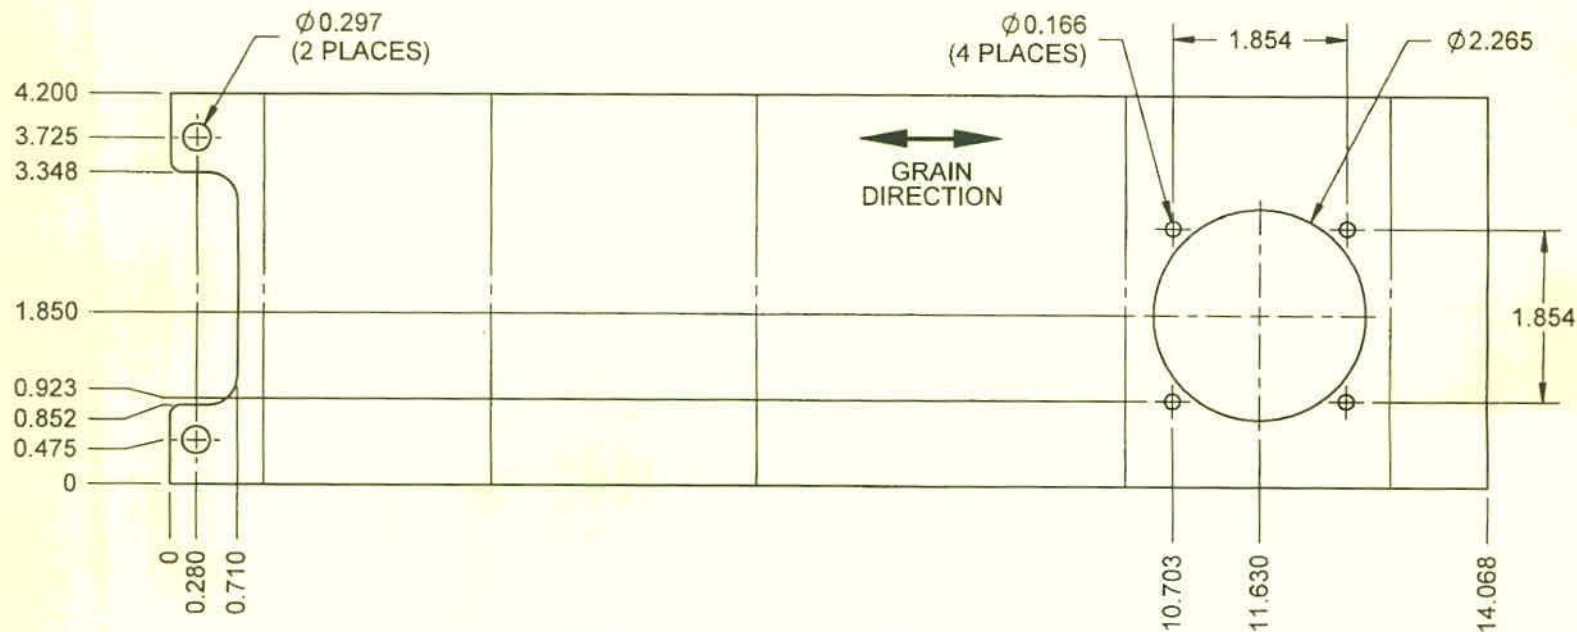 Ø0.297
(2 PLACES)
Ø0.166
(4 PLACES)
1.854
Ø2.265
4.200
3.725
3.348
GRAIN
DIRECTION
1.850
1.854
0.923
0.852
0.475
0
0
0.280
0.710
10.703
11.630
14.068